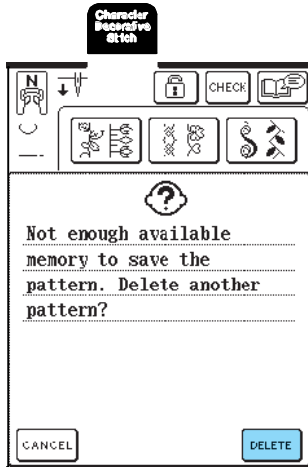 Character
Decorative
Stitch
N
CHECK
Not enough available
memory to save the
pattern. Delete another
pattern?
CANCEL
DELETE